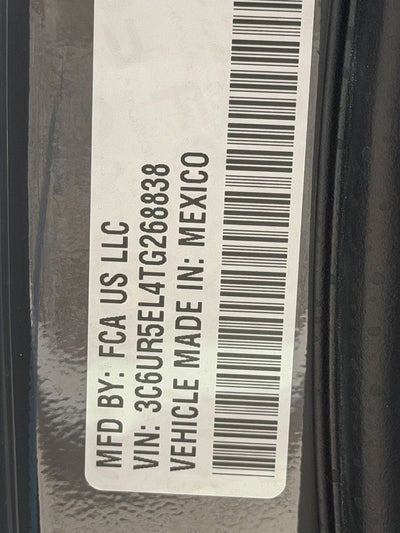 MFD BY: FCA US LLC
VIN: 3C6UR5EL4TG268838
VEHICLE MADE IN: MEXICO